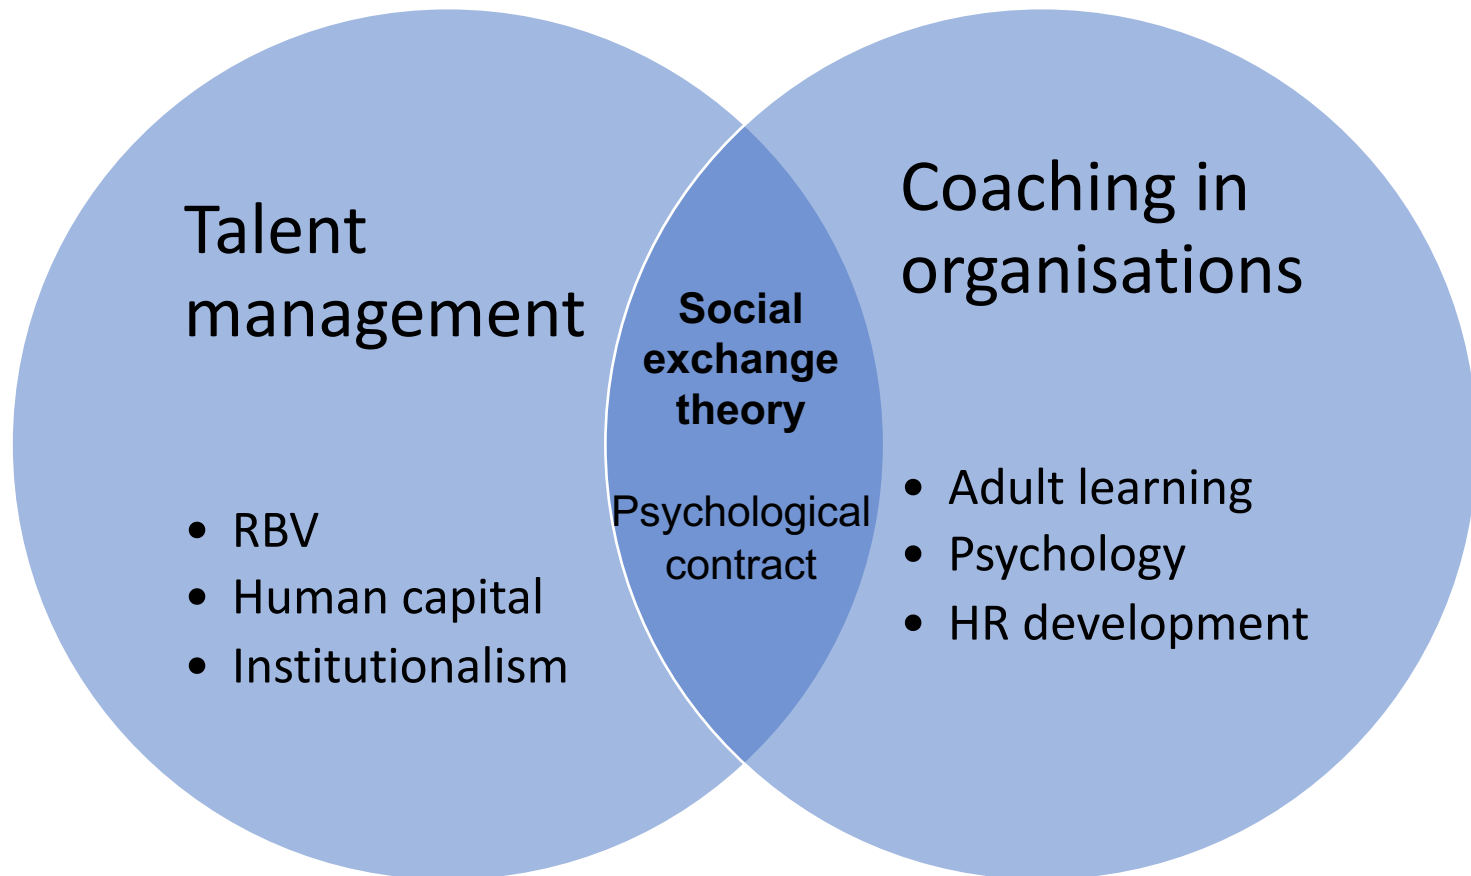 Talent
management
• RBV
• Human capital
• Institutionalism
Social
exchange
theory
Psychological
contract
Coaching in
organisations
• Adult learning
• Psychology
• HR development